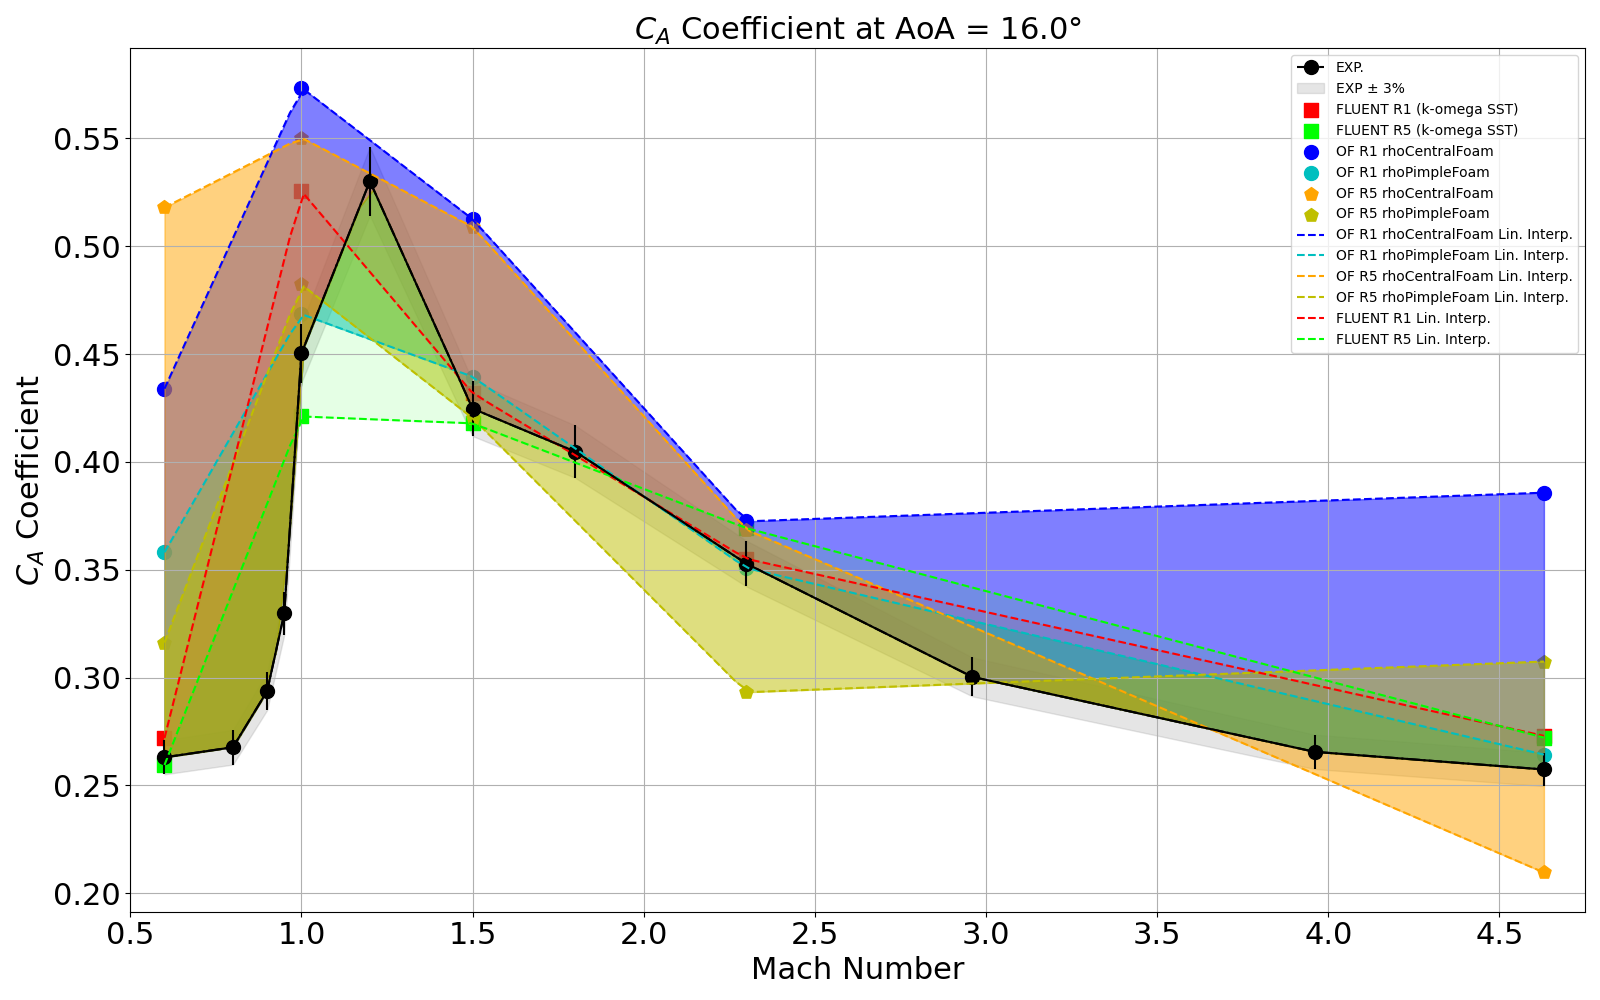 C_A Coefficient at AoA = 16.0°
EXP.
EXP ± 3%
FLUENT R1 (k-omega SST)
FLUENT R5 (k-omega SST)
OF R1 rhoCentralFoam
OF R1 rhoPimpleFoam
OF R5 rhoCentralFoam
OF R5 rhoPimpleFoam
OF R1 rhoCentralFoam Lin. Interp.
OF R1 rhoPimpleFoam Lin. Interp.
OF R5 rhoCentralFoam Lin. Interp.
OF R5 rhoPimpleFoam Lin. Interp.
FLUENT R1 Lin. Interp.
FLUENT R5 Lin. Interp.
C_A Coefficient
0.55
0.50
0.45
0.40
0.35
0.30
0.25
0.20
0.5 1.0 1.5 2.0 2.5 3.0 3.5 4.0 4.5
Mach Number